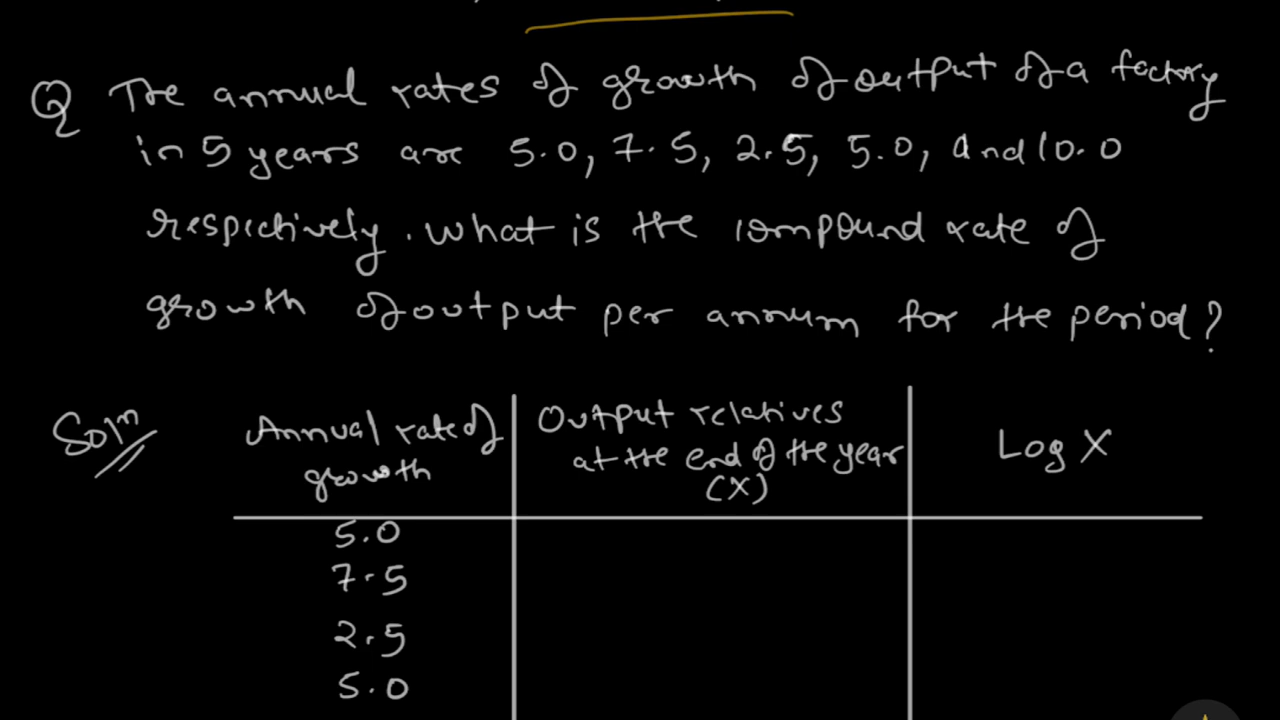 Q The annual rates of growth of output of a factory
in 5 years are 5.0, 7.5, 2.5, 5.0, and 10.0
respectively. What is the compound rate of
growth of output per annum for the period?
Soln
Annual rate of growth
Output relatives at the end of the year (X)
Log X
5.0
7.5
2.5
5.0